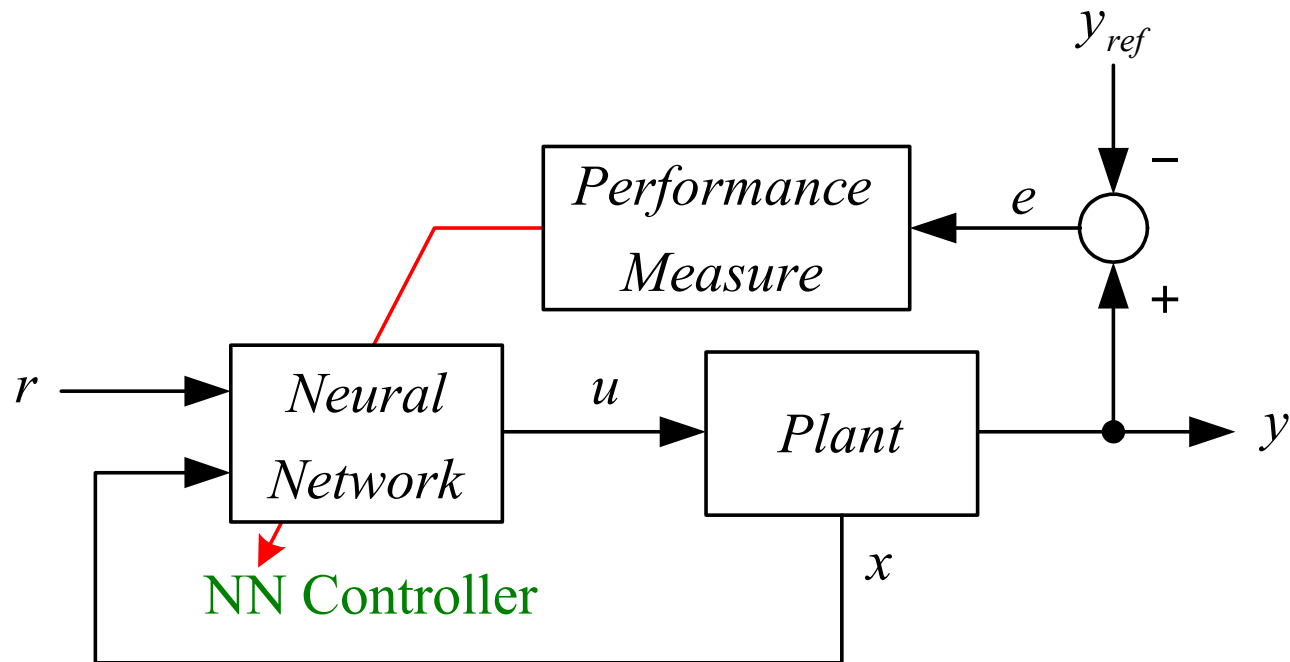 y_ref
−
Performance
Measure
e
+
r
Neural
Network
u
Plant
y
x
NN Controller